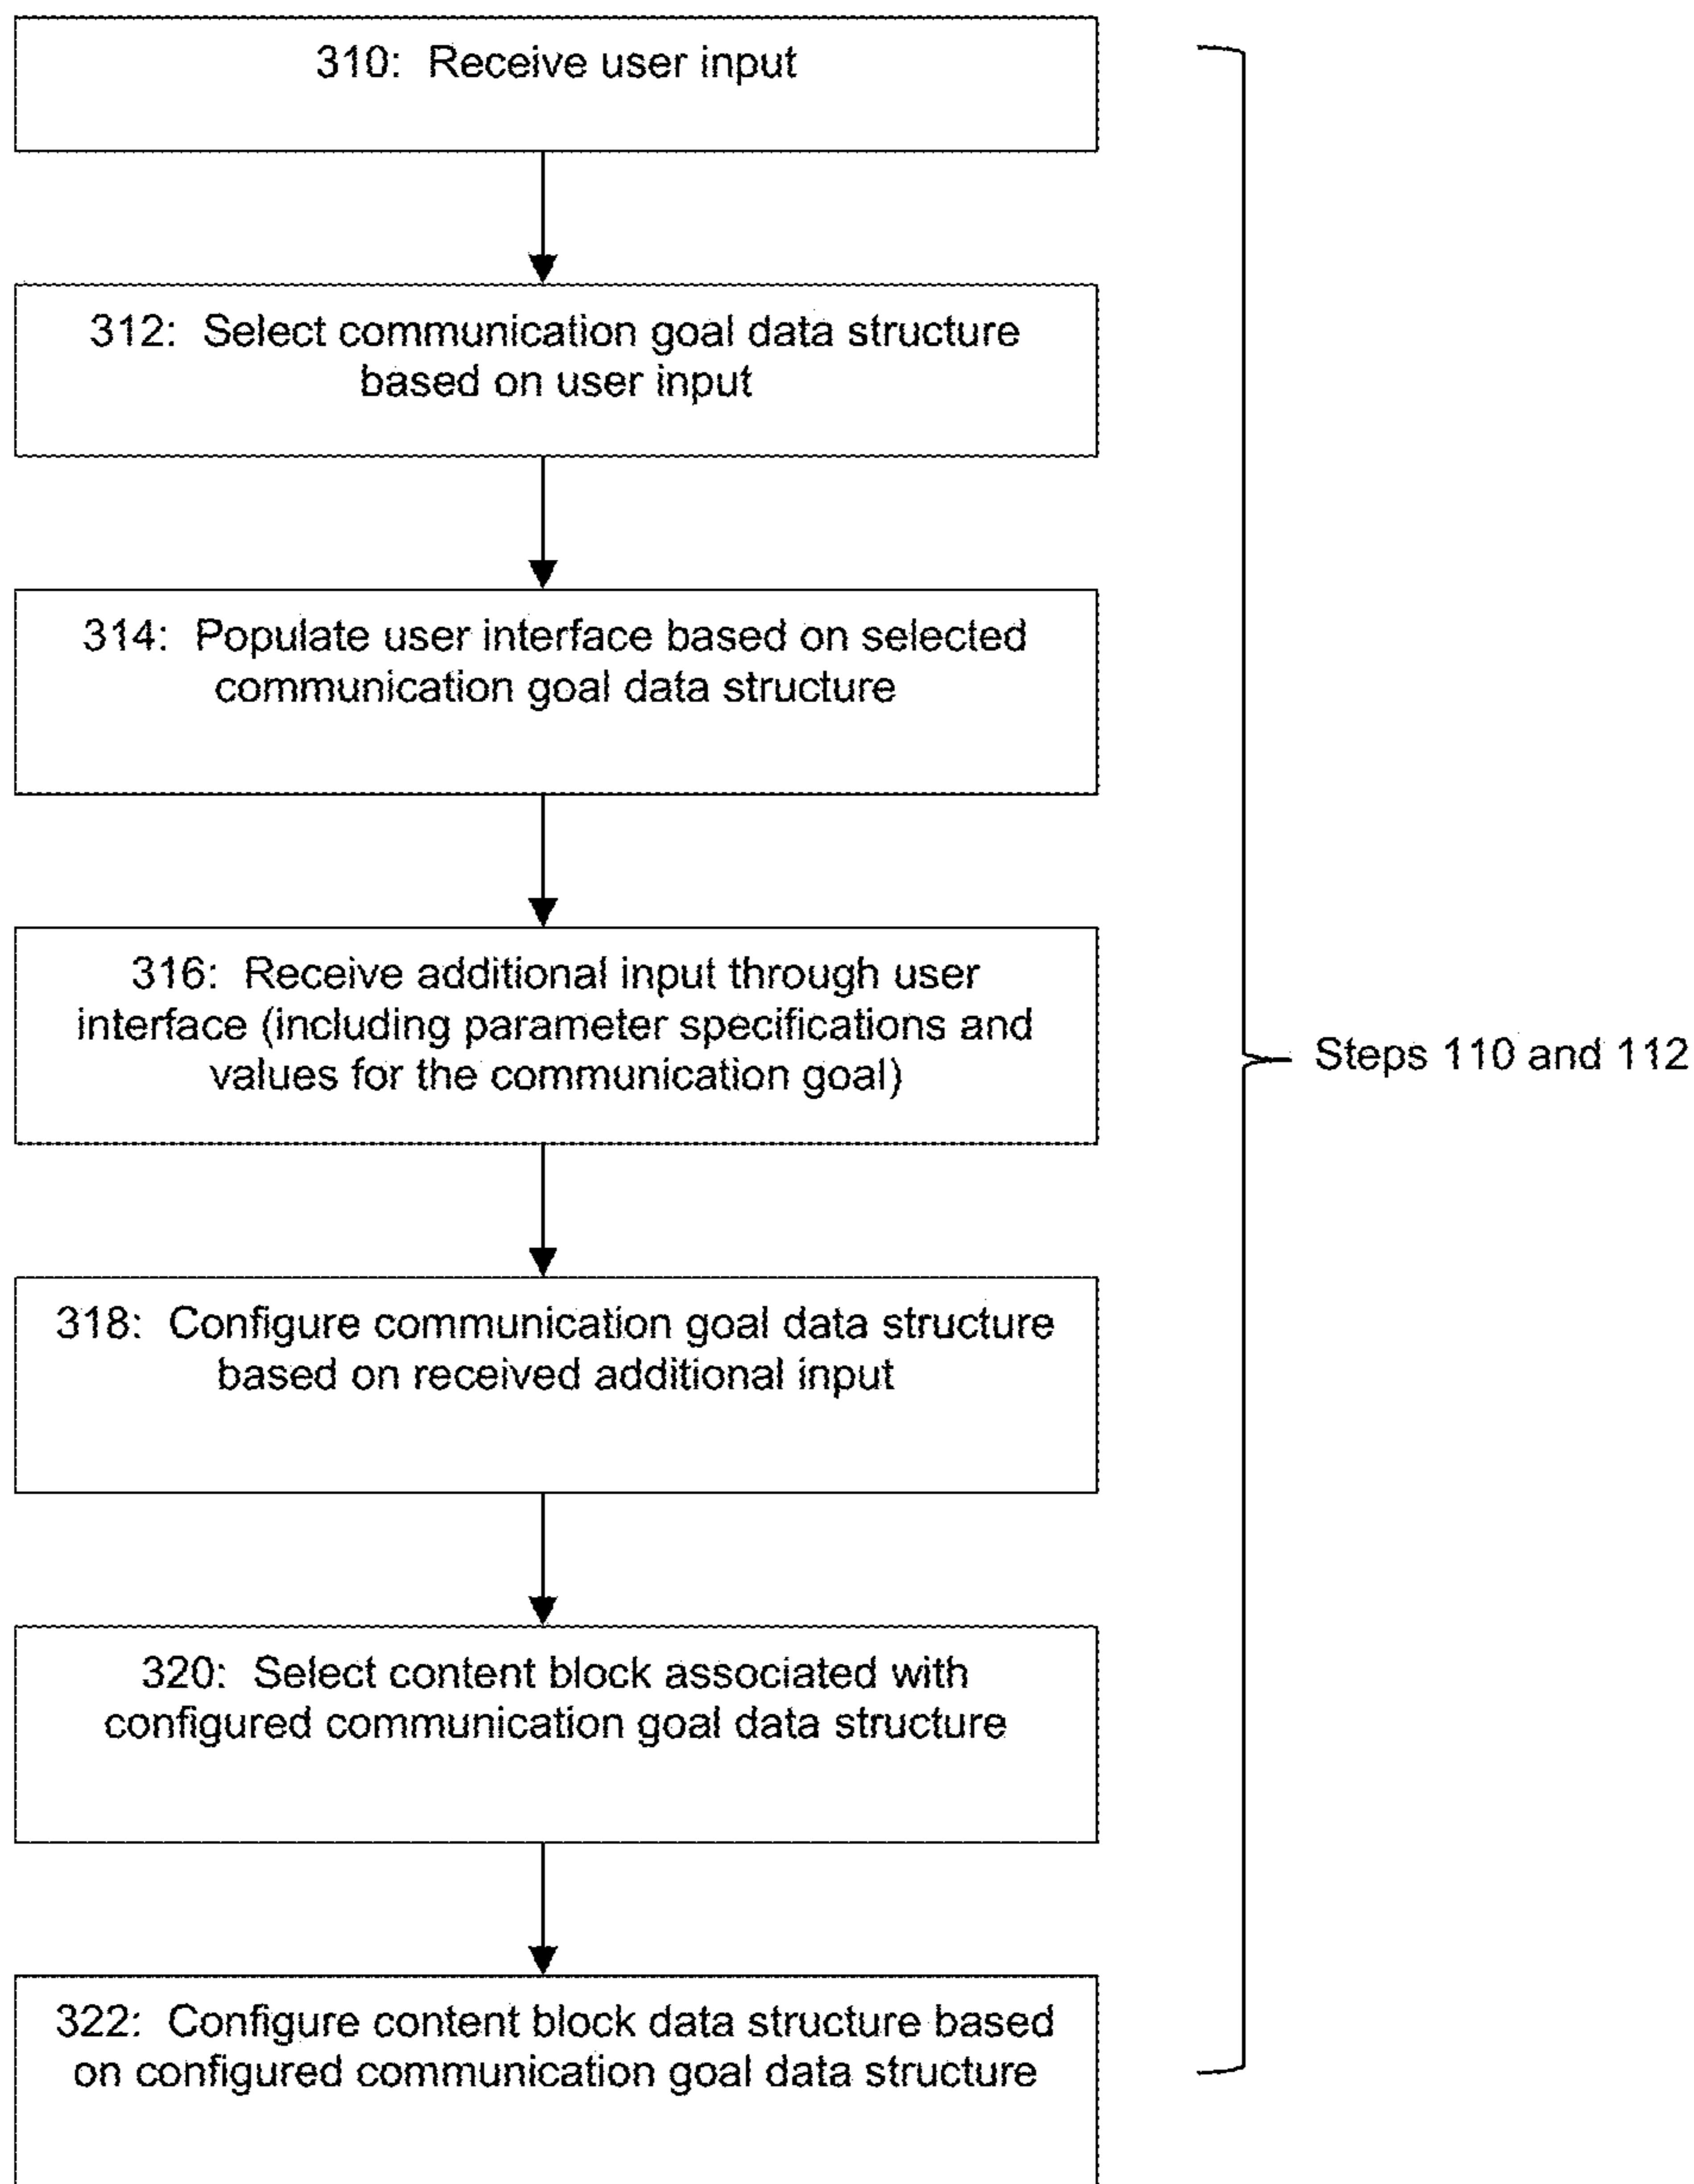 310: Receive user input
312: Select communication goal data structure
based on user input
314: Populate user interface based on selected
communication goal data structure
316: Receive additional input through user
interface (including parameter specifications and
values for the communication goal)
Steps 110 and 112
318: Configure communication goal data structure
based on received additional input
320: Select content block associated with
configured communication goal data structure
322: Configure content block data structure based
on configured communication goal data structure